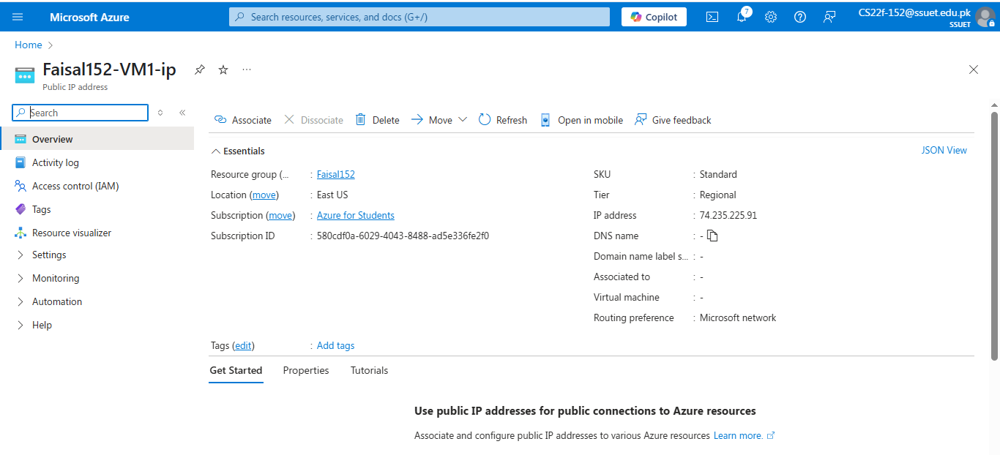 Microsoft Azure
Search resources, services, and docs (G+/)
Copilot
7
CS22f-152@ssuet.edu.pk
SSUET
Home
Faisal152-VM1-ip
Public IP address
Search
Overview
Activity log
Access control (IAM)
Tags
Resource visualizer
Settings
Monitoring
Automation
Help
Associate Dissociate Delete Move Refresh Open in mobile Give feedback
Essentials
JSON View
Resource group (... : Faisal152
Location (move) : East US
Subscription (move) : Azure for Students
Subscription ID : 580cdf0a-6029-4043-8488-ad5e336fe2f0
SKU : Standard
Tier : Regional
IP address : 74.235.225.91
DNS name : -
Domain name label s... : -
Associated to : -
Virtual machine : -
Routing preference : Microsoft network
Tags (edit) : Add tags
Get Started Properties Tutorials
Use public IP addresses for public connections to Azure resources
Associate and configure public IP addresses to various Azure resources Learn more.